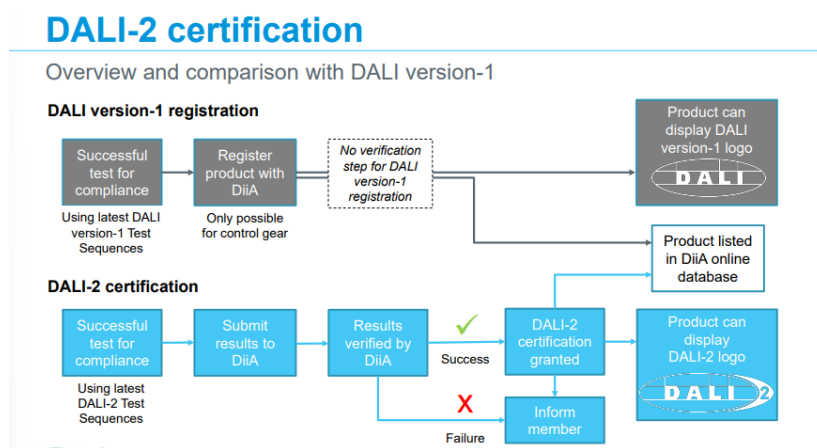 DALI-2 certification
Overview and comparison with DALI version-1
DALI version-1 registration
Successful
test for
compliance
Using latest DALI
version-1 Test
Sequences
Register
product with
DiiA
Only possible
for control gear
No verification
step for DALI
version-1
registration
Product can
display DALI
version-1 logo
DALI
Product listed
in DiiA online
database
DALI-2 certification
Successful
test for
compliance
Using latest
DALI-2 Test
Sequences
Submit
results to
DiiA
Results
verified by
DiiA
Success
Failure
DALI-2
certification
granted
Inform
member
Product can
display
DALI-2 logo
DALI 2